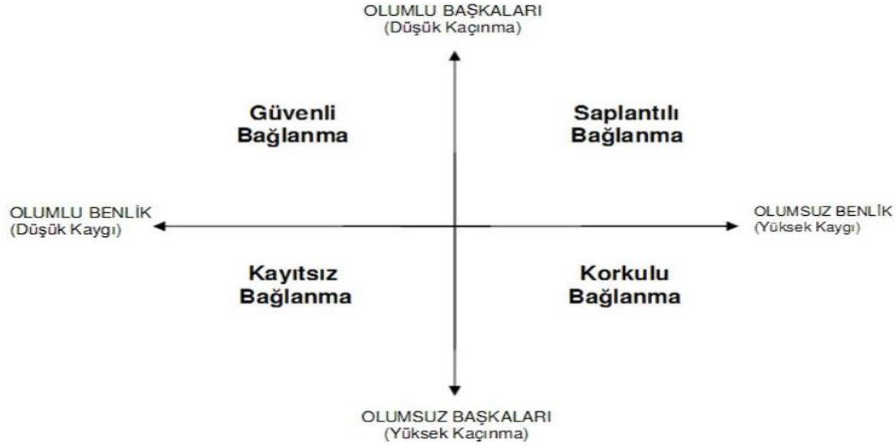 OLUMLU BAŞKALARI
(Düşük Kaçınma)
Güvenli
Bağlanma
Saplantılı
Bağlanma
OLUMLU BENLİK
(Düşük Kaygı)
OLUMSUZ BENLİK
(Yüksek Kaygı)
Kayıtsız
Bağlanma
Korkulu
Bağlanma
OLUMSUZ BAŞKALARI
(Yüksek Kaçınma)